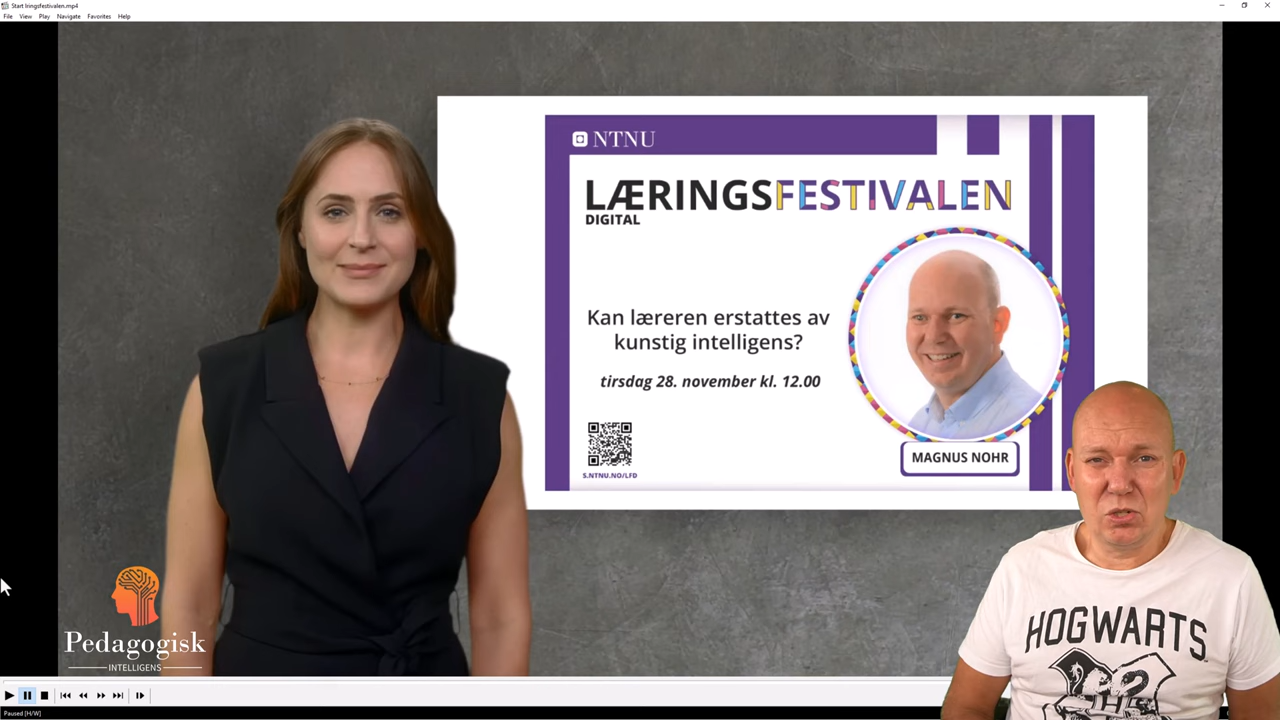 Start lringsfestivalen.mp4
File View Play Navigate Favorites Help
NTNU
LÆRINGSFESTIVALEN
DIGITAL
Kan læreren erstattes av
kunstig intelligens?
tirsdag 28. november kl. 12.00
S.NTNU.NO/LFD
MAGNUS NOHR
Pedagogisk
INTELLIGENS
HOGWARTS
H
Paused [H/W]